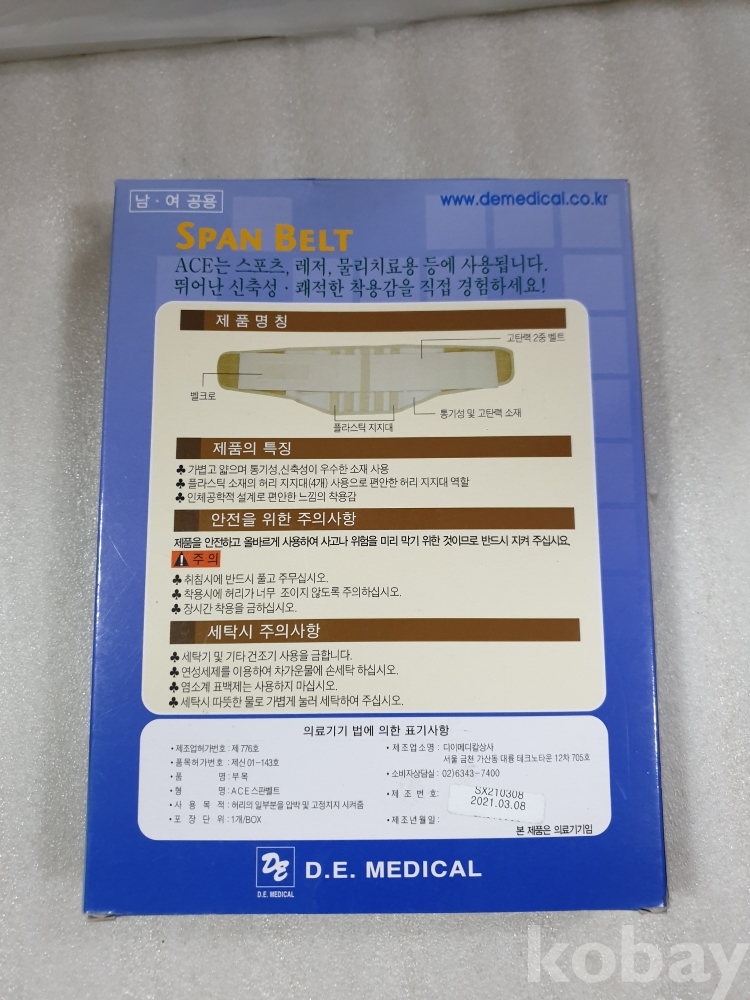 남·여 공용
www.demedical.co.kr
SPAN BELT
ACE는 스포츠, 레저, 물리치료용 등에 사용됩니다.
뛰어난 신축성·쾌적한 착용감을 직접 경험하세요!
제 품 명 칭
고탄력 2중 벨트
벨크로
통기성 및 고탄력 소재
플라스틱 지지대
제품의 특징
♣ 가볍고 얇으며 통기성,신축성이 우수한 소재 사용
♣ 플라스틱 소재의 허리 지지대(4개) 사용으로 편안한 허리 지지대 역할
♣ 인체공학적 설계로 편안한 느낌의 착용감
안전을 위한 주의사항
제품을 안전하고 올바르게 사용하여 사고나 위험을 미리 막기 위한 것이므로 반드시 지켜 주십시요.
주 의
♣ 취침시에 반드시 풀고 주무십시오.
♣ 착용시에 허리가 너무 조이지 않도록 주의하십시오.
♣ 장시간 착용을 금하십시오.
세탁시 주의사항
♣ 세탁기 및 기타 건조기 사용을 금합니다.
♣ 연성세제를 이용하여 차가운물에 손세탁 하십시오.
♣ 염소계 표백제는 사용하지 마십시오.
♣ 세탁시 따뜻한 물로 가볍게 눌러 세탁하여 주십시오.
의료기기 법에 의한 표기사항
• 제조업허가번호 : 제 776호
• 품목허가번호 : 제신 01-143호
• 품 명 : 부목
• 형 명 : A C E 스판벨트
• 사 용 목 적 : 허리의 일부분을 압박 및 고정지지 시켜줌
• 포 장 단 위 : 1개/BOX
• 제 조 업 소 명 : 디이메디칼상사
서울 금천 가산동 대륭 테크노타운 12차 705호
• 소비자상담실 : 02)6343-7400
• 제 조 번 호 : SX210308
2021.03.08
• 제조년월일 :
본 제품은 의료기기임
DE
D.E. MEDICAL
D.E. MEDICAL
kobay